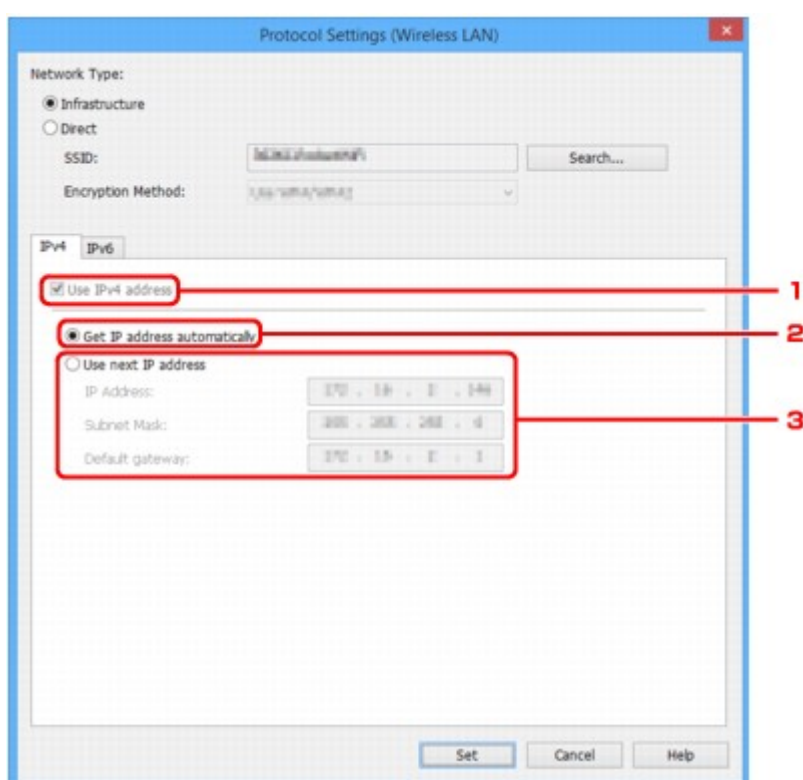 Protocol Settings (Wireless LAN)
Network Type:
Infrastructure
Direct
SSID:
Search...
Encryption Method:
IPv4 IPv6
Use IPv4 address
1
Get IP address automatically
2
Use next IP address
IP Address:
Subnet Mask:
3
Default gateway:
Set Cancel Help